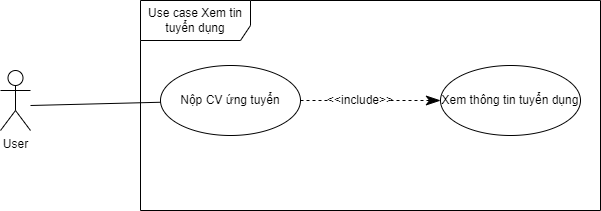 Use case Xem tin
tuyển dụng
Nộp CV ứng tuyển
<<include>>
Xem thông tin tuyển dụng
User